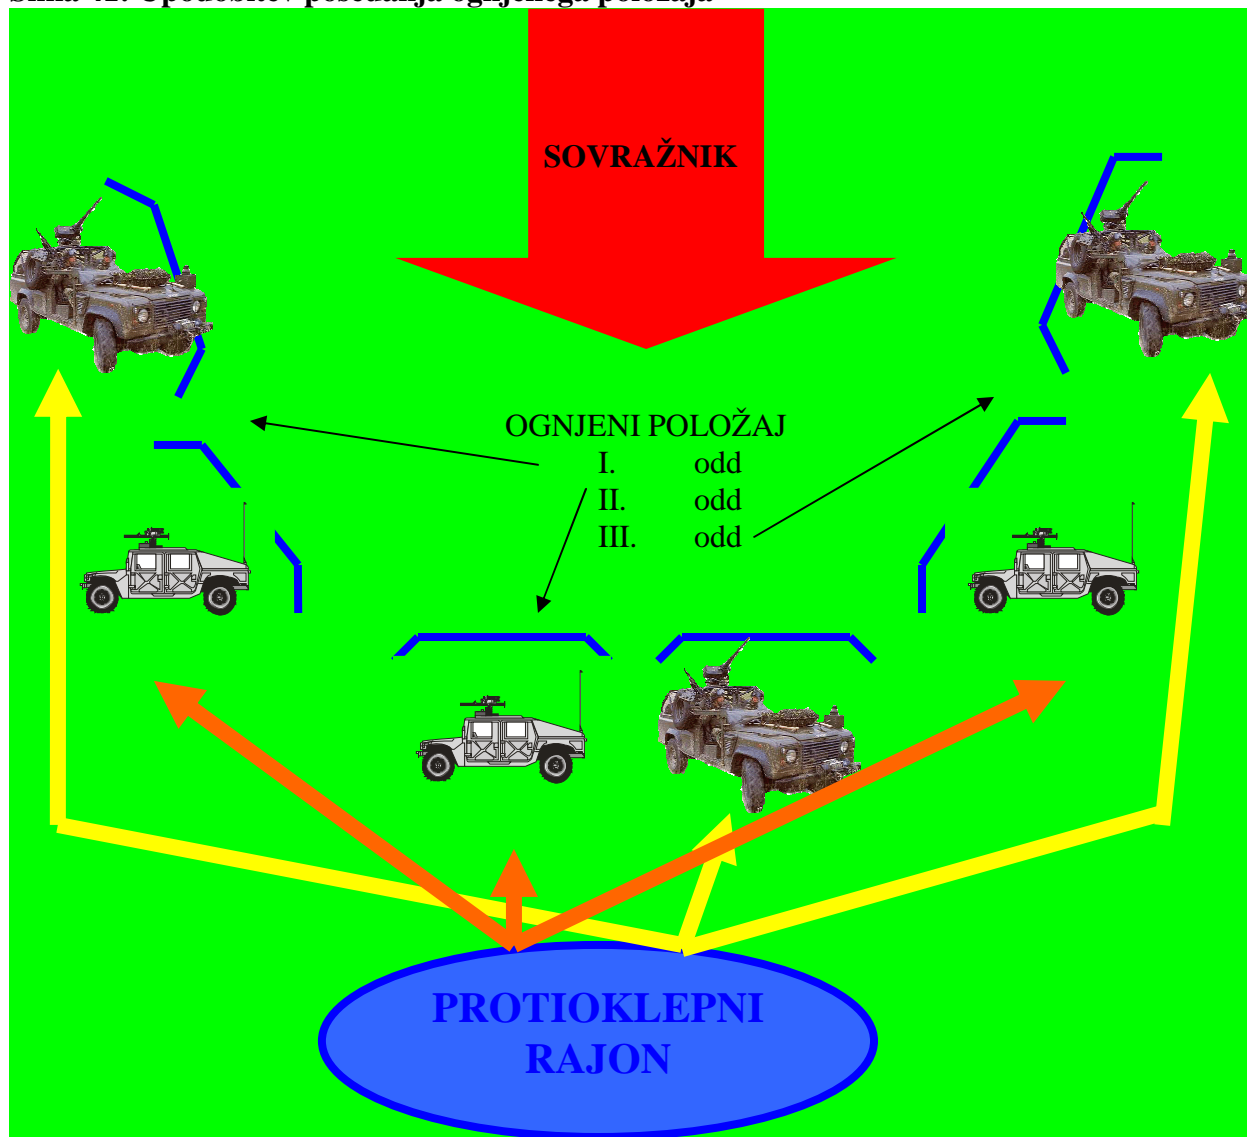 SOVRAŽNIK
OGNJENI POLOŽAJ
I. odd
II. odd
III. odd
PROTIOKLEPNI
RAJON